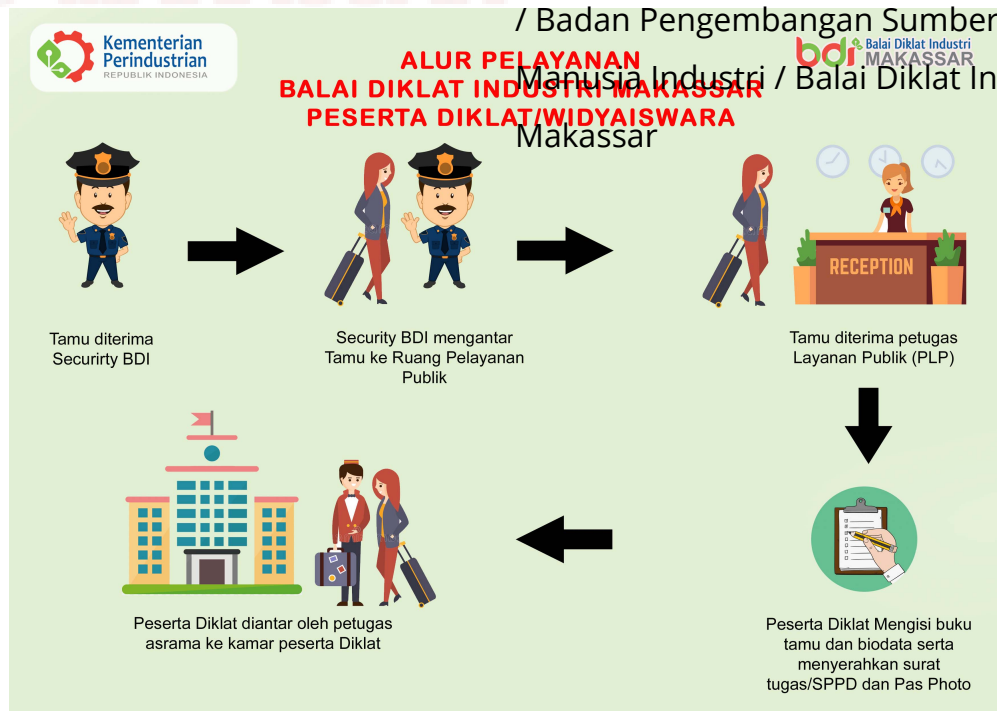 / Badan Pengembangan Sumber
Manusia Industri / Balai Diklat In
Makassar
Kementerian
Perindustrian
REPUBLIK INDONESIA
bdi Balai Diklat Industri
MAKASSAR
ALUR PELAYANAN
BALAI DIKLAT INDUSTRI MAKASSAR
PESERTA DIKLAT/WIDYAISWARA
RECEPTION
Tamu diterima
Securirty BDI
Security BDI mengantar
Tamu ke Ruang Pelayanan
Publik
Tamu diterima petugas
Layanan Publik (PLP)
Peserta Diklat diantar oleh petugas
asrama ke kamar peserta Diklat
Peserta Diklat Mengisi buku
tamu dan biodata serta
menyerahkan surat
tugas/SPPD dan Pas Photo